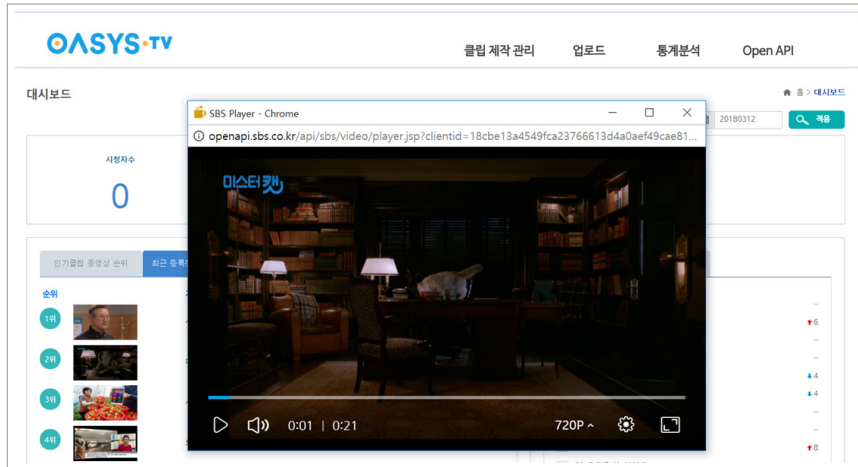 OASYS·TV
클립 제작 관리 업로드 통계분석 Open API
대시보드
홈 > 대시보드
SBS Player - Chrome
20180312 적용
openapi.sbs.co.kr/api/sbs/video/player.jsp?clientid=18cbe13a4549fca23766613d4a0aef49cae81...
시청자수
0
미스터캣
인기클립 동영상 순위 최근 등록
순위
1위
6
2위
4
3위
4
0:01 | 0:21 720P
4위
8